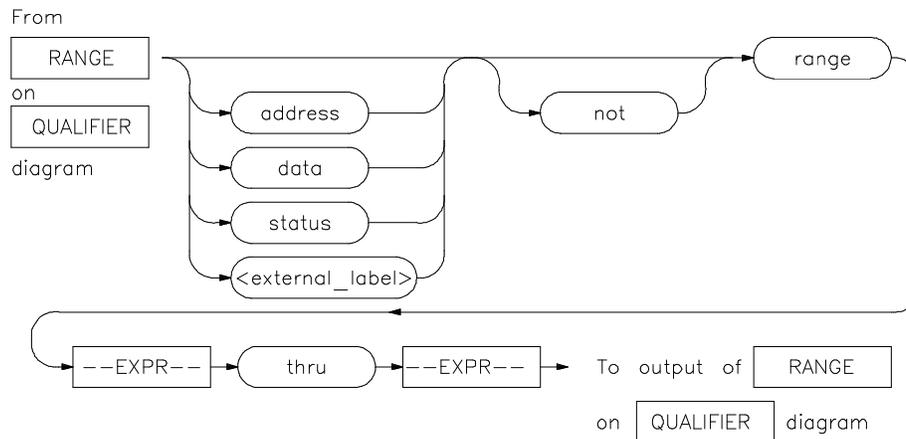 From
RANGE
range
on
QUALIFIER
address
not
diagram
data
status
<external_label>
--EXPR--
thru
--EXPR--
To output of RANGE
on QUALIFIER diagram